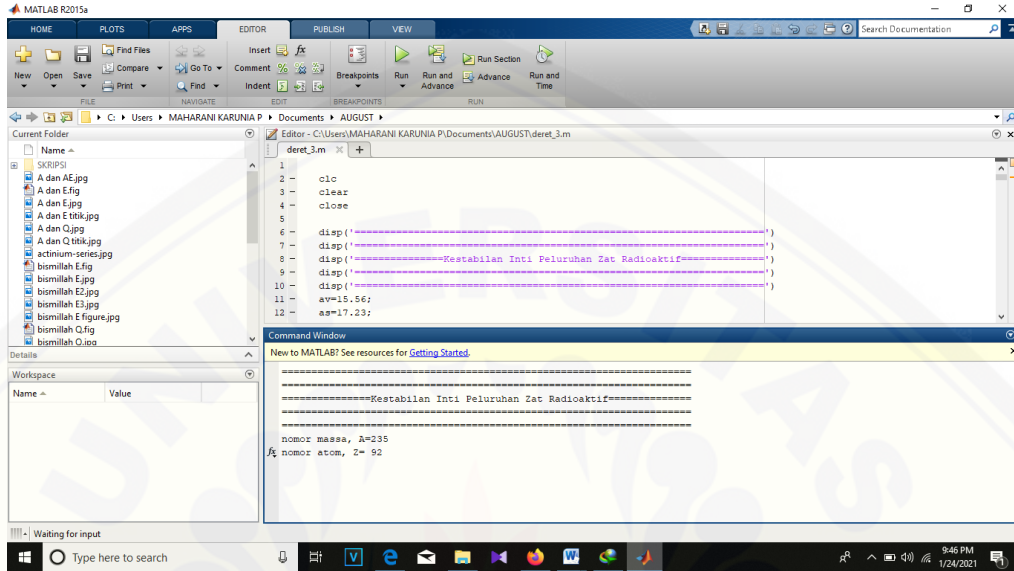 MATLAB R2015a
HOME PLOTS APPS EDITOR PUBLISH VIEW Search Documentation
Find Files Insert fx
New Open Save Compare Go To Comment Breakpoints Run Run and Advance Run Section Advance Run and Time
Print Find Indent
FILE NAVIGATE EDIT BREAKPOINTS RUN
C: Users MAHARANI KARUNIA P Documents AUGUST
Current Folder
Name
SKRIPSI
A dan AE.jpg
A dan E.fig
A dan E.jpg
A dan E titik.jpg
A dan Q.jpg
A dan Q titik.jpg
actinium-series.jpg
bismillah E.fig
bismillah E.jpg
bismillah E2.jpg
bismillah E3.jpg
bismillah E figure.jpg
bismillah Q.fig
bismillah Q.jpg
Details
Workspace
Name Value
Editor - C:\Users\MAHARANI KARUNIA P\Documents\AUGUST\deret_3.m
deret_3.m
1
2 - clc
3 - clear
4 - close
5
6 - disp('=====================================================================')
7 - disp('=====================================================================')
8 - disp('===============Kestabilan Inti Peluruhan Zat Radioaktif==============')
9 - disp('=====================================================================')
10 - disp('=====================================================================')
11 - av=15.56;
12 - as=17.23;
Command Window
New to MATLAB? See resources for Getting Started.
=====================================================================
=====================================================================
===============Kestabilan Inti Peluruhan Zat Radioaktif==============
=====================================================================
=====================================================================
nomor massa, A=235
fx nomor atom, Z= 92
Waiting for input
Type here to search
9:46 PM
1/24/2021
UNIVERSITAS